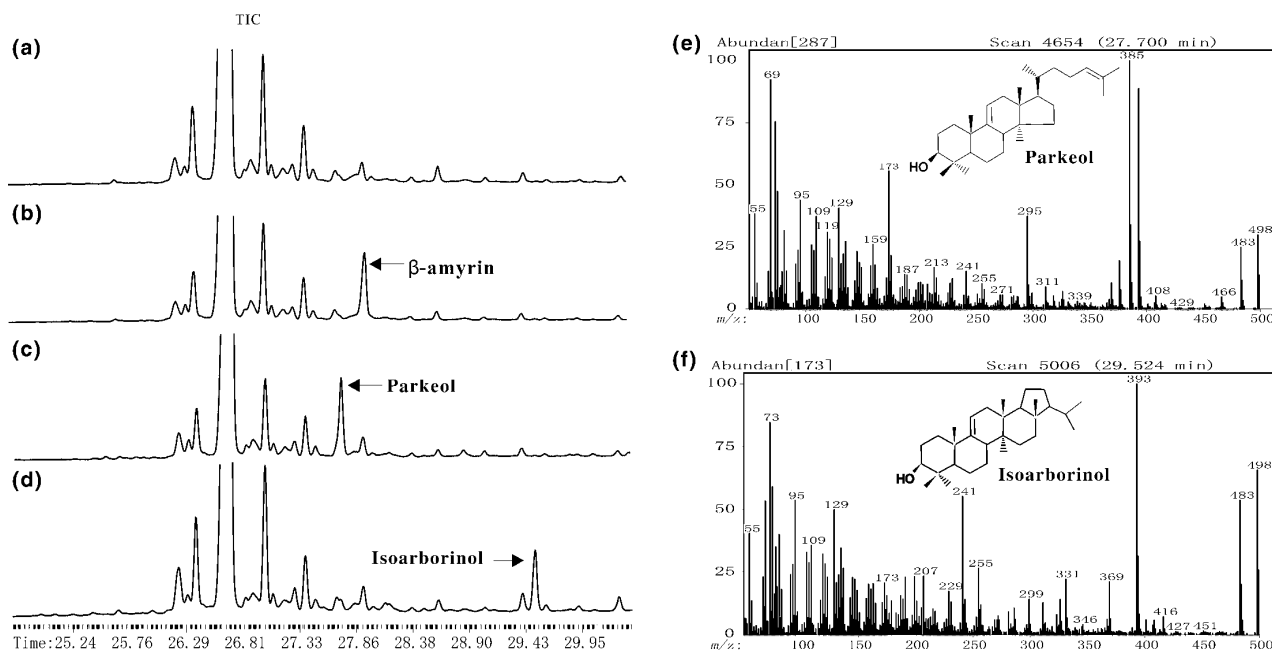 TIC
(a)
(b)
β-amyrin
(c)
Parkeol
(d)
Isoarborinol
Time:25.24 25.76 26.29 26.81 27.33 27.86 28.38 28.90 29.43 29.95
(e)
Abundan[287] Scan 4654 (27.700 min)
100
75
50
25
0
69
385
173
55
95
109
119
129
159
187
213
241
255
271
295
311
339
408
429
466
483
498
HO
Parkeol
m/z: 100 150 200 250 300 350 400 450 500
(f)
Abundan[173] Scan 5006 (29.524 min)
100
75
50
25
0
73
393
55
95
109
129
173
207
229
241
255
299
331
346
369
416
427
451
483
498
HO
Isoarborinol
m/z: 100 150 200 250 300 350 400 450 500